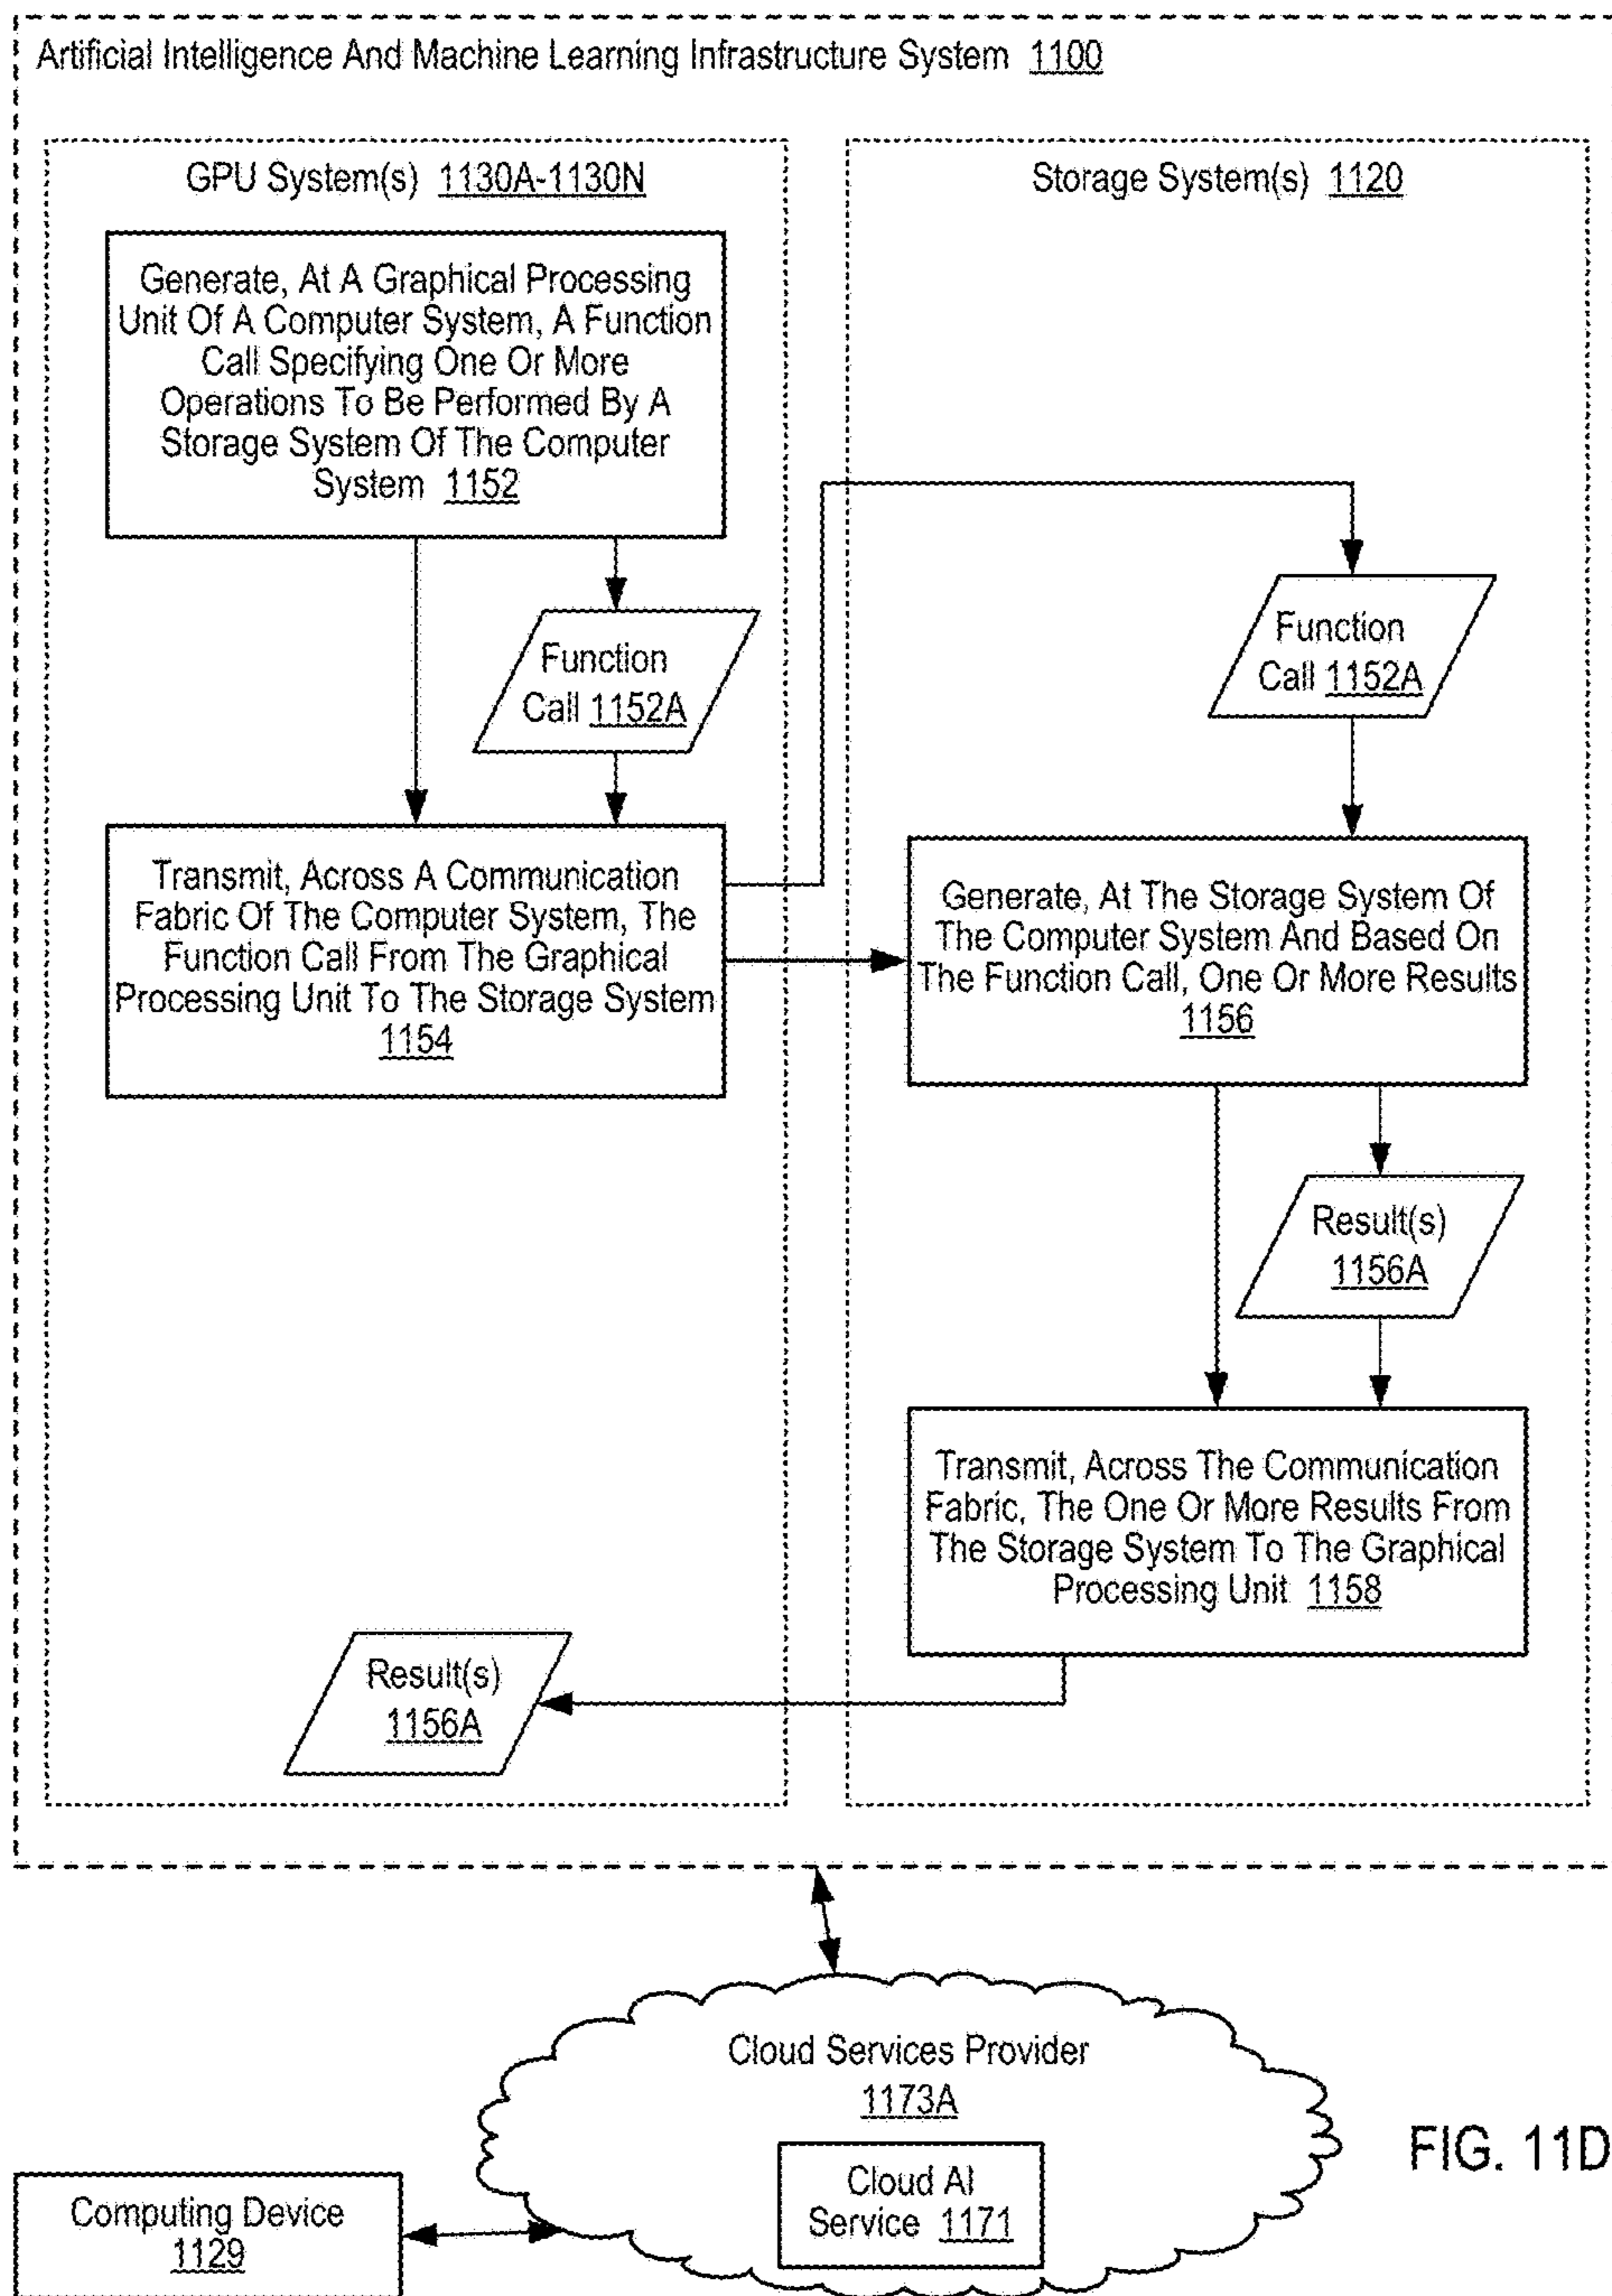 Artificial Intelligence And Machine Learning Infrastructure System 1100
GPU System(s) 1130A-1130N
Generate, At A Graphical Processing
Unit Of A Computer System, A Function
Call Specifying One Or More
Operations To Be Performed By A
Storage System Of The Computer
System 1152
Function
Call 1152A
Transmit, Across A Communication
Fabric Of The Computer System, The
Function Call From The Graphical
Processing Unit To The Storage System
1154
Storage System(s) 1120
Function
Call 1152A
Generate, At The Storage System Of
The Computer System And Based On
The Function Call, One Or More Results
1156
Result(s)
1156A
Transmit, Across The Communication
Fabric, The One Or More Results From
The Storage System To The Graphical
Processing Unit 1158
Result(s)
1156A
Cloud Services Provider
1173A
Cloud AI
Service 1171
Computing Device
1129
FIG. 11D